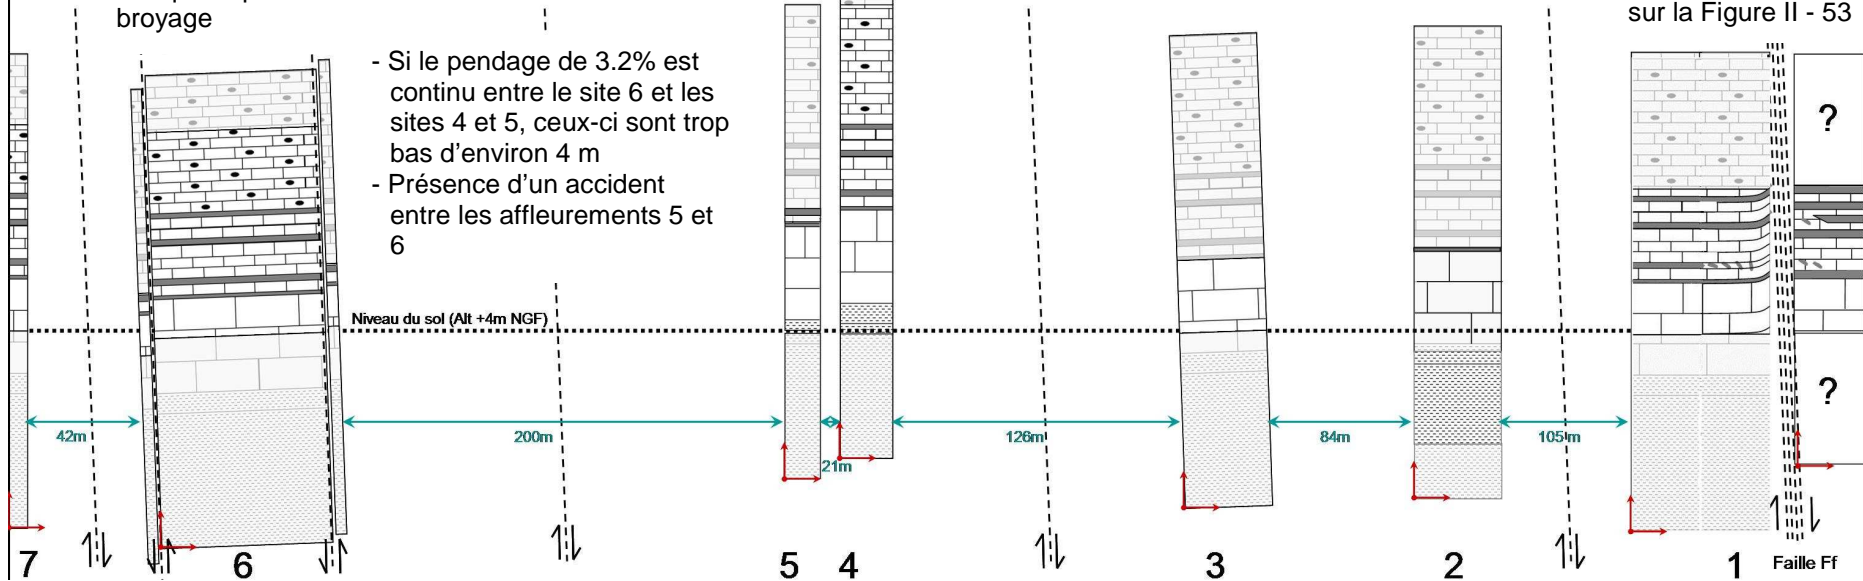 broyage
sur la Figure II - 53
- Si le pendage de 3.2% est
continu entre le site 6 et les
sites 4 et 5, ceux-ci sont trop
bas d'environ 4 m
- Présence d'un accident
entre les affleurements 5 et
6
?
Niveau du sol (Alt +4m NGF)
?
42m
200m
21m
126m
84m
105m
7
6
5
4
3
2
1
Faille Ff